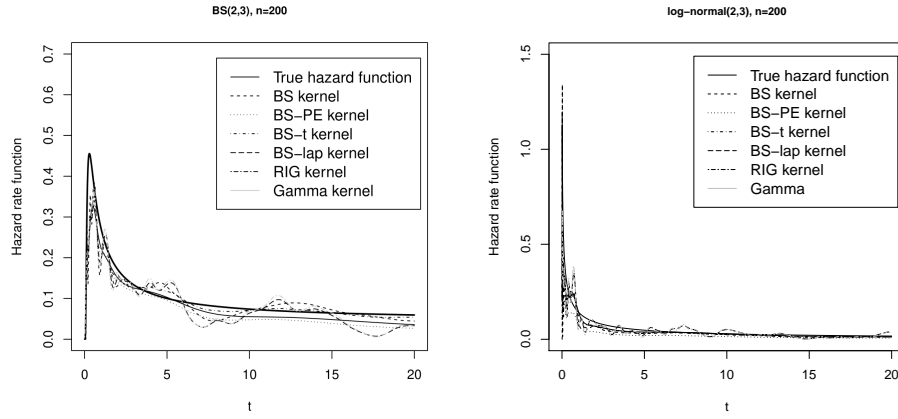 BS(2,3), n=200
Hazard rate function
0.7
0.6
0.5
0.4
0.3
0.2
0.1
0.0
True hazard function
BS kernel
BS−PE kernel
BS−t kernel
BS−lap kernel
RIG kernel
Gamma kernel
0 5 10 15 20
t
log−normal(2,3), n=200
Hazard rate function
1.5
1.0
0.5
0.0
True hazard function
BS kernel
BS−PE kernel
BS−t kernel
BS−lap kernel
RIG kernel
Gamma
0 5 10 15 20
t